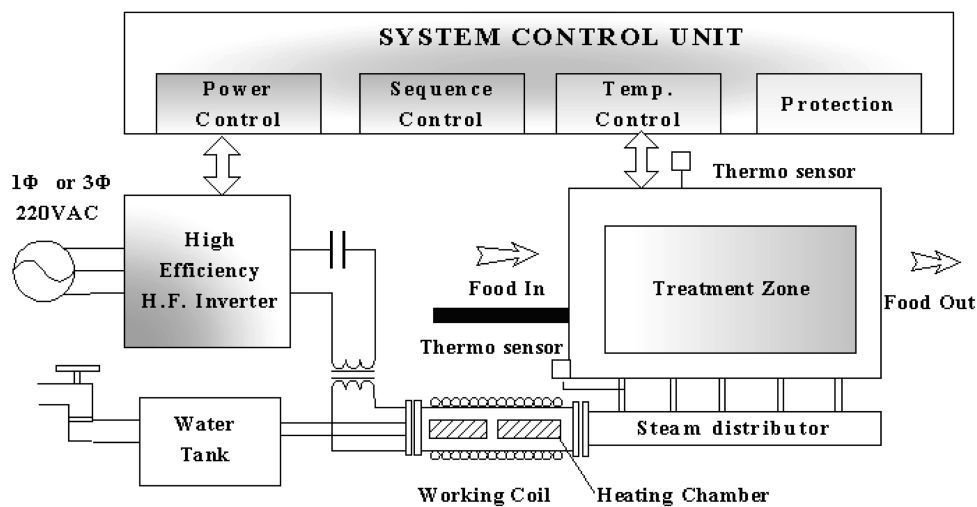 SYSTEM CONTROL UNIT
Power
Control
Sequence
Control
Temp.
Control
Protection
1Φ or 3Φ
220VAC
High
Efficiency
H.F. Inverter
Thermo sensor
Food In
Treatment Zone
Food Out
Thermo sensor
Water
Tank
Steam distributor
Working Coil
Heating Chamber